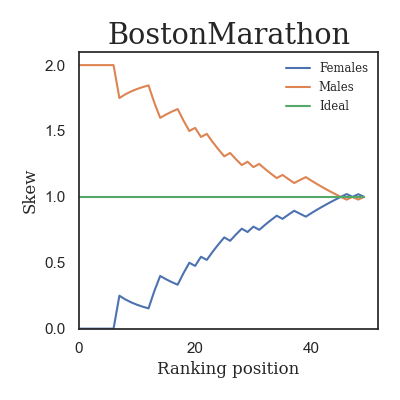 BostonMarathon
2.0
1.5
1.0
0.5
0.0
Skew
Females
Males
Ideal
0 20 40
Ranking position